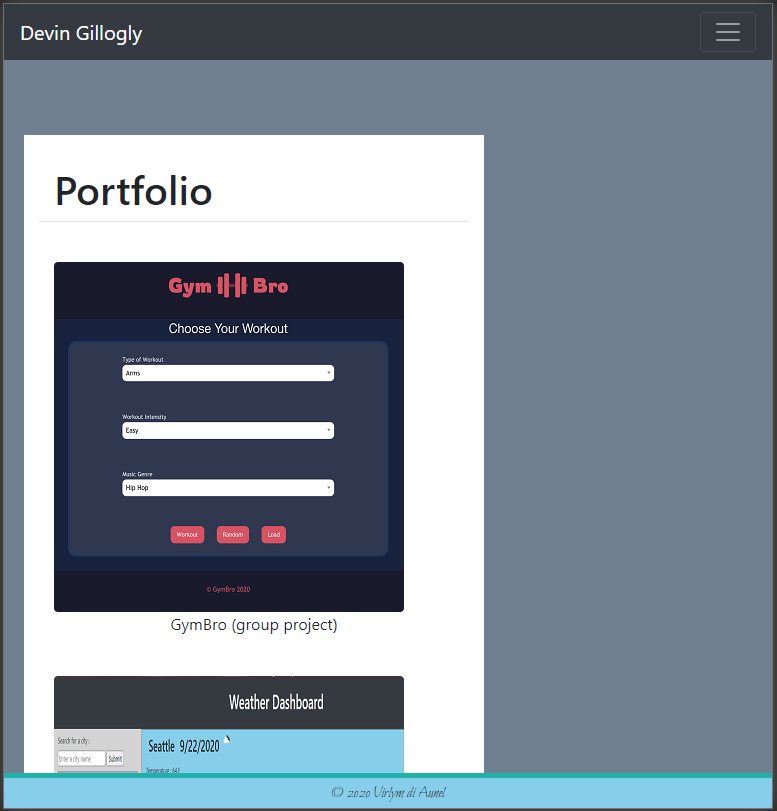 Devin Gillogly
Portfolio
Gym Bro
Choose Your Workout
Type of Workout
Arms
Workout Intensity
Easy
Music Genre
Hip Hop
Workout Random Load
© GymBro 2020
GymBro (group project)
Weather Dashboard
Search for a city:
Seattle 9/22/2020
Enter a city name Submit
Temperature: 64 F
© 2020 Virlym di Aunel